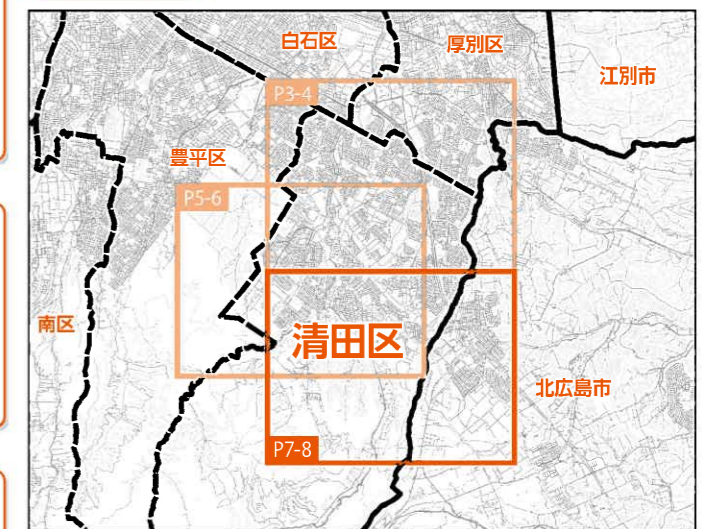 白石区
厚別区
江別市
P3-4
豊平区
P5-6
南区
清田区
北広島市
P7-8